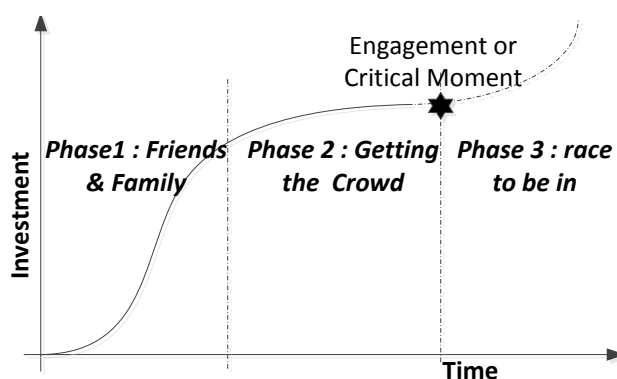 Engagement or
Critical Moment
Phase1 : Friends
& Family
Phase 2 : Getting
the Crowd
Phase 3 : race
to be in
Investment
Time